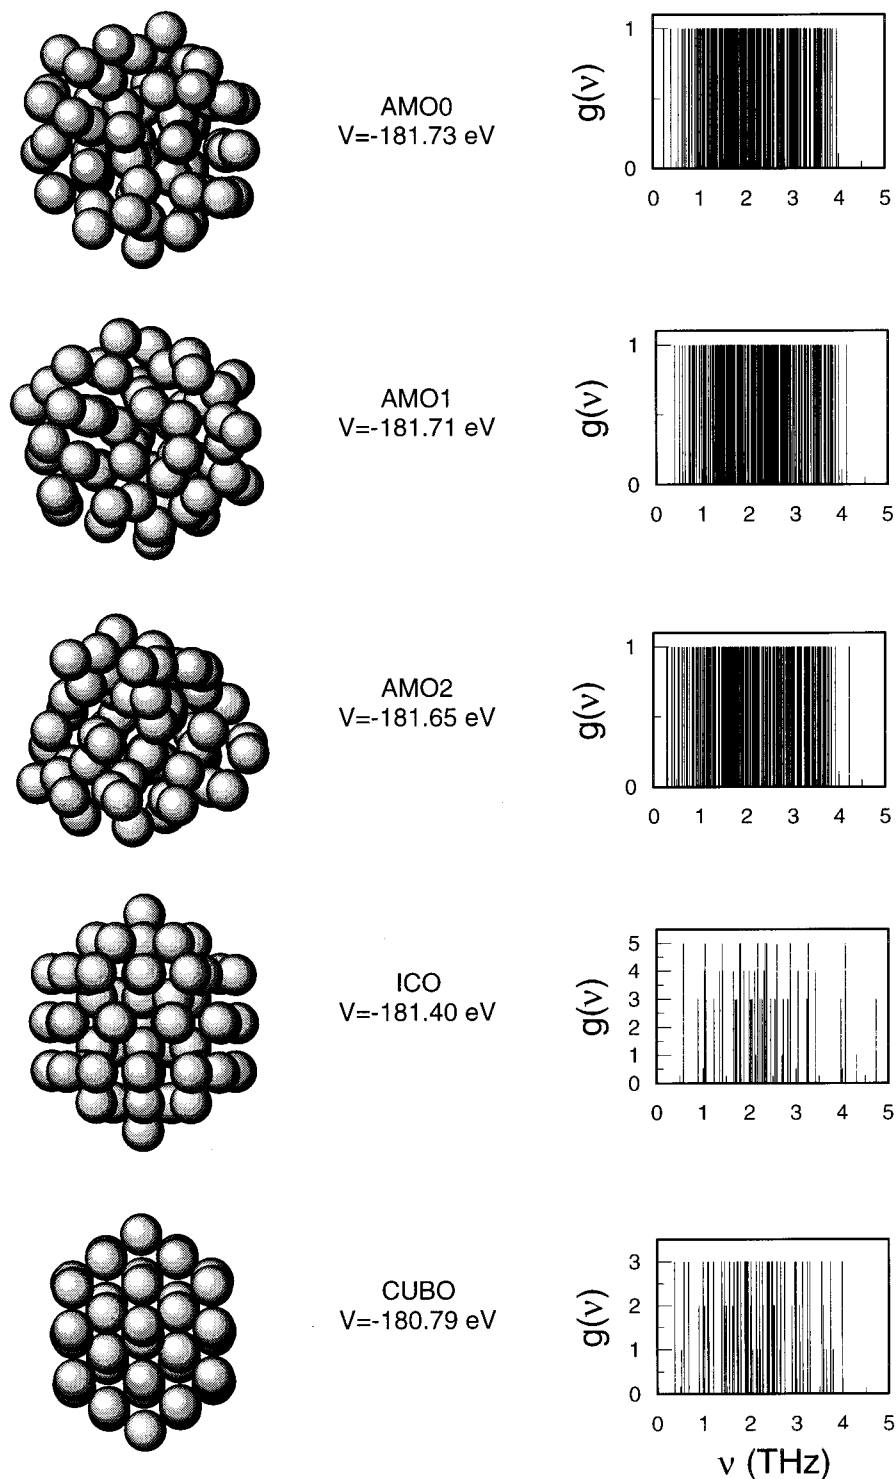 AMO0
V=-181.73 eV
g(ν)
1
0
0 1 2 3 4 5
AMO1
V=-181.71 eV
g(ν)
1
0
0 1 2 3 4 5
AMO2
V=-181.65 eV
g(ν)
1
0
0 1 2 3 4 5
ICO
V=-181.40 eV
g(ν)
5
4
3
2
1
0
0 1 2 3 4 5
CUBO
V=-180.79 eV
g(ν)
3
2
1
0
0 1 2 3 4 5
ν (THz)